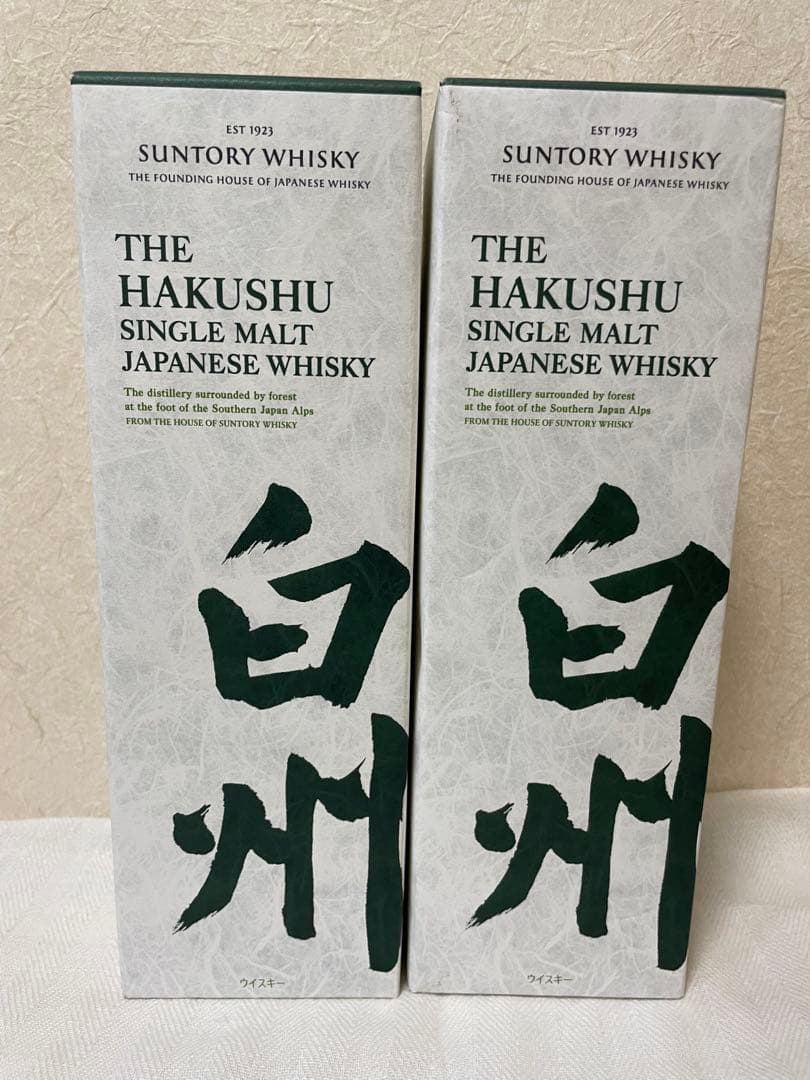 EST 1923
SUNTORY WHISKY
THE FOUNDING HOUSE OF JAPANESE WHISKY
THE
HAKUSHU
SINGLE MALT
JAPANESE WHISKY
The distillery surrounded by forest
at the foot of the Southern Japan Alps
FROM THE HOUSE OF SUNTORY WHISKY
白
州
ウイスキー
EST 1923
SUNTORY WHISKY
THE FOUNDING HOUSE OF JAPANESE WHISKY
THE
HAKUSHU
SINGLE MALT
JAPANESE WHISKY
The distillery surrounded by forest
at the foot of the Southern Japan Alps
FROM THE HOUSE OF SUNTORY WHISKY
白
州
ウイスキー